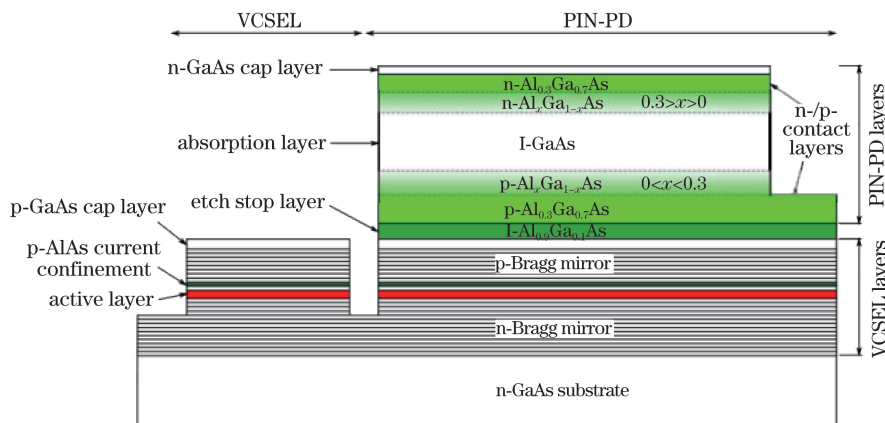 VCSEL
PIN-PD
n-GaAs cap layer
n-Al0.3Ga0.7As
n-AlxGa1−xAs 0.3>x>0
absorption layer
I-GaAs
n-/p-
contact
layers
PIN-PD layers
p-AlxGa1−xAs 0<x<0.3
etch stop layer
p-Al0.3Ga0.7As
p-GaAs cap layer
I-Al0.9Ga0.1As
p-AlAs current
confinement
p-Bragg mirror
active layer
n-Bragg mirror
VCSEL layers
n-GaAs substrate